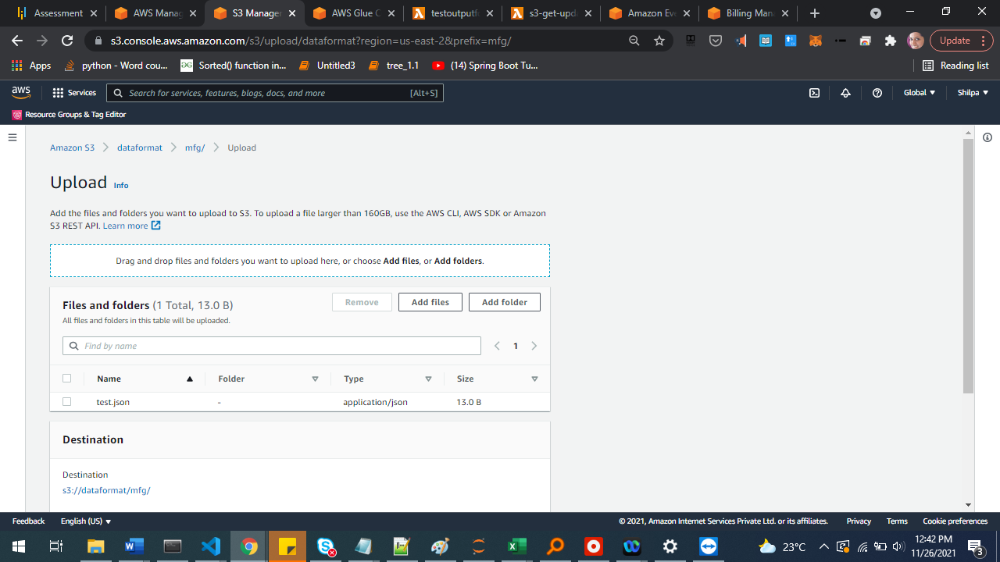 Assessment
AWS Manag
S3 Manager
AWS Glue C
testoutputf
s3-get-upda
Amazon Eve
Billing Mana
s3.console.aws.amazon.com/s3/upload/dataformat?region=us-east-2&prefix=mfg/
Update
Apps
python - Word cou...
Sorted() function in...
Untitled3
tree_1.1
(14) Spring Boot Tu...
Reading list
aws
Services
Search for services, features, blogs, docs, and more
[Alt+S]
Global
Shilpa
Resource Groups & Tag Editor
Amazon S3
dataformat
mfg/
Upload
Upload Info
Add the files and folders you want to upload to S3. To upload a file larger than 160GB, use the AWS CLI, AWS SDK or Amazon
S3 REST API. Learn more
Drag and drop files and folders you want to upload here, or choose Add files, or Add folders.
Files and folders (1 Total, 13.0 B)
Remove
Add files
Add folder
All files and folders in this table will be uploaded.
Find by name
1
Name
Folder
Type
Size
test.json
-
application/json
13.0 B
Destination
Destination
s3://dataformat/mfg/
Feedback
English (US)
© 2021, Amazon Internet Services Private Ltd. or its affiliates.
Privacy
Terms
Cookie preferences
23°C
12:42 PM
11/26/2021
3